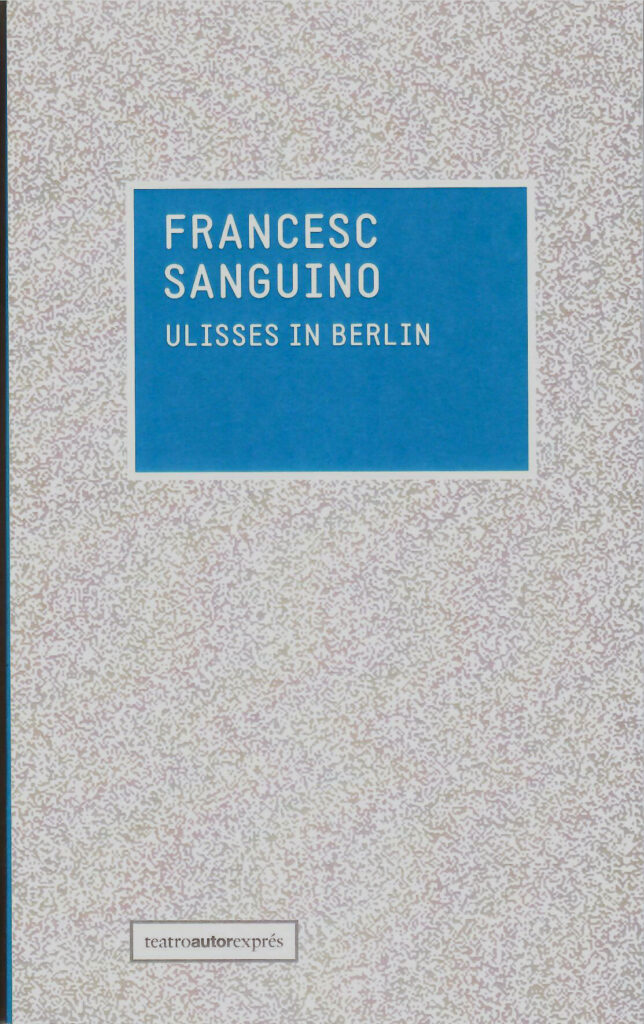 FRANCESC
SANGUINO
ULISSES IN BERLIN
teatroautorexprés